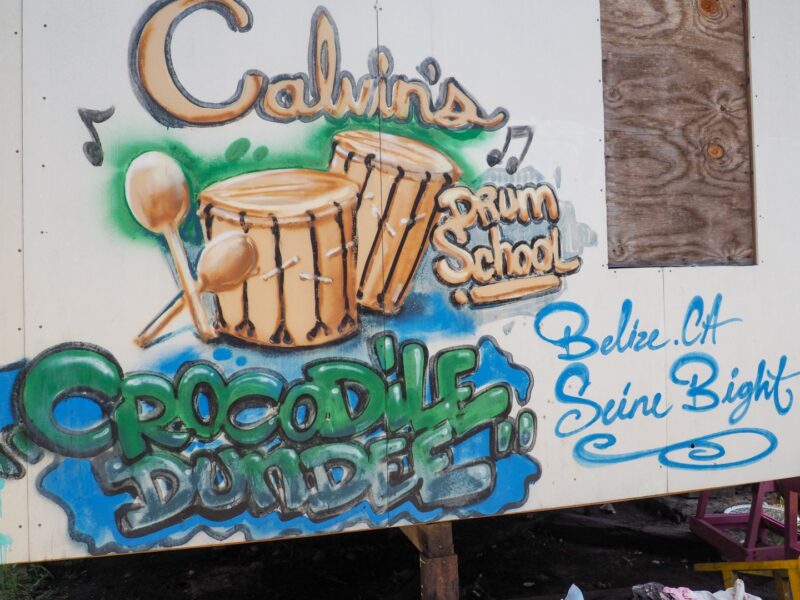 Calvin's
DRUM
School
"CROCODiLE
DUNDEE"
Belize. CA
Seine Bight